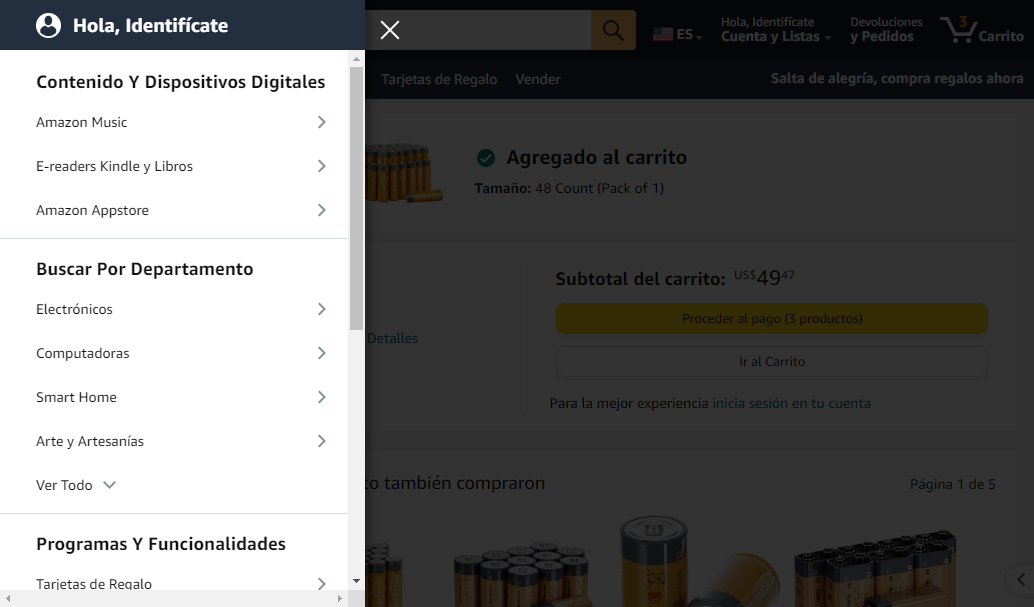 Hola, Identifícate
Contenido Y Dispositivos Digitales
Amazon Music
E-readers Kindle y Libros
Amazon Appstore
Buscar Por Departamento
Electrónicos
Computadoras
Smart Home
Arte y Artesanías
Ver Todo
Programas Y Funcionalidades
Tarjetas de Regalo
ES
Hola, Identifícate
Cuenta y Listas
Devoluciones
y Pedidos
3
Carrito
Tarjetas de Regalo
Vender
Salta de alegría, compra regalos ahora
Agregado al carrito
Tamaño: 48 Count (Pack of 1)
Detalles
Subtotal del carrito: US$4947
Proceder al pago (3 productos)
Ir al Carrito
Para la mejor experiencia inicia sesión en tu cuenta
to también compraron
Página 1 de 5